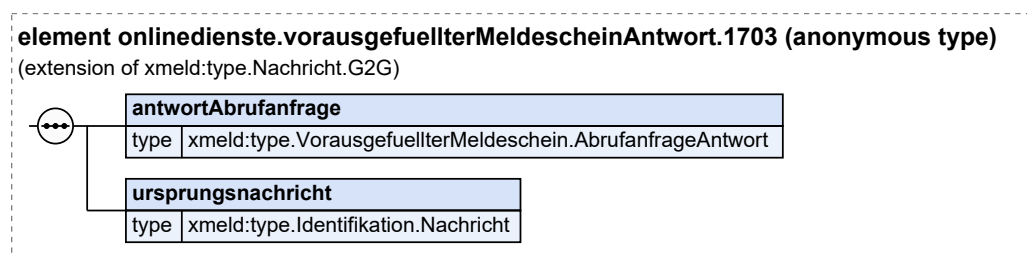 element onlinedienste.vorausgefuellterMeldescheinAntwort.1703 (anonymous type)
(extension of xmeld:type.Nachricht.G2G)
antwortAbrufanfrage
type xmeld:type.VorausgefuellterMeldeschein.AbrufanfrageAntwort
ursprungsnachricht
type xmeld:type.Identifikation.Nachricht